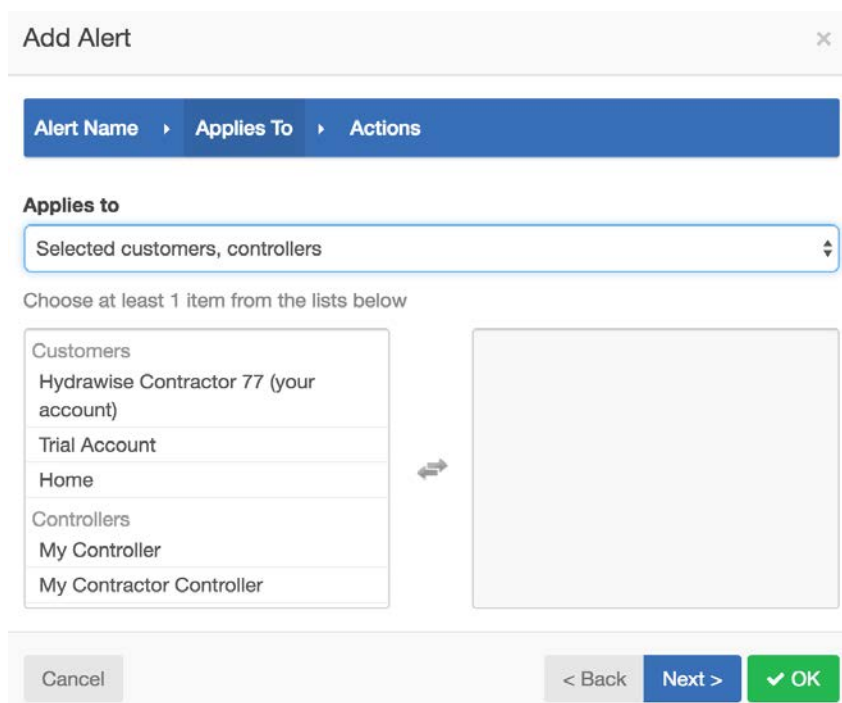 Add Alert ×
Alert Name Applies To Actions
Applies to
Selected customers, controllers
Choose at least 1 item from the lists below
Customers
Hydrawise Contractor 77 (your
account)
Trial Account
Home
Controllers
My Controller
My Contractor Controller
Cancel < Back Next > ✓ OK